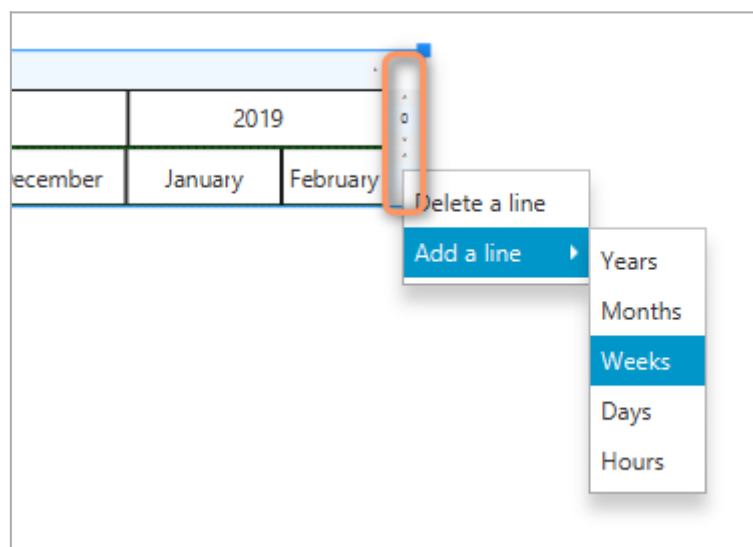 2019
ecember January February
Delete a line
Add a line
Years
Months
Weeks
Days
Hours